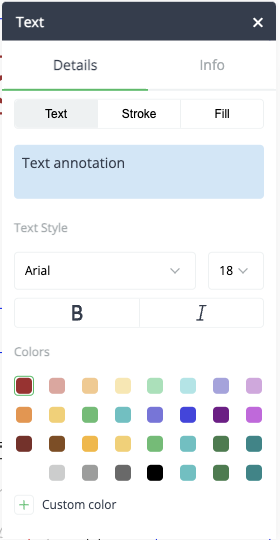 Text
Details Info
Text Stroke Fill
Text annotation
Text Style
Arial 18
B I
Colors
Custom color